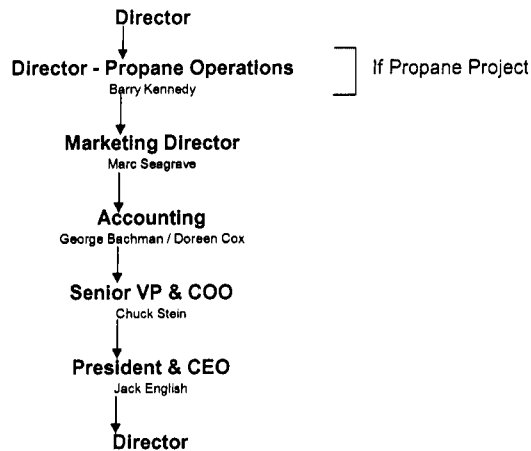 Director
Director - Propane Operations
If Propane Project
Barry Kennedy
Marketing Director
Marc Seagrave
Accounting
George Bachman / Doreen Cox
Senior VP & COO
Chuck Stein
President & CEO
Jack English
Director